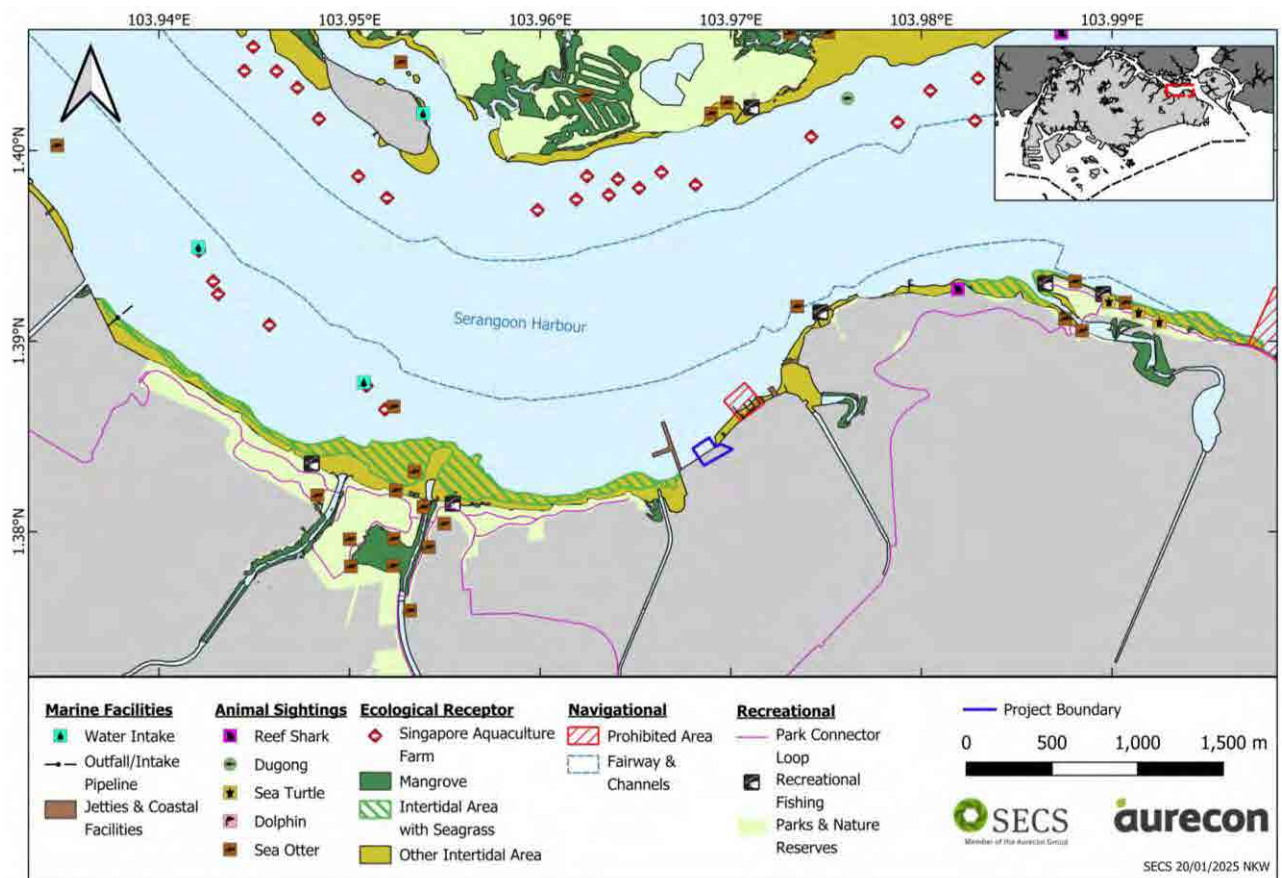 103.94°E 103.95°E 103.96°E 103.97°E 103.98°E 103.99°E
1.40°N
1.39°N
1.38°N
Serangoon Harbour
Marine Facilities
Water Intake
Outfall/Intake
Pipeline
Jetties & Coastal
Facilities
Animal Sightings
Reef Shark
Dugong
Sea Turtle
Dolphin
Sea Otter
Ecological Receptor
Singapore Aquaculture
Farm
Mangrove
Intertidal Area
with Seagrass
Other Intertidal Area
Navigational
Prohibited Area
Fairway &
Channels
Recreational
Park Connector
Loop
Recreational
Fishing
Parks & Nature
Reserves
Project Boundary
0 500 1,000 1,500 m
SECS
Member of the Aurecon Group
aurecon
SECS 20/01/2025 NKW